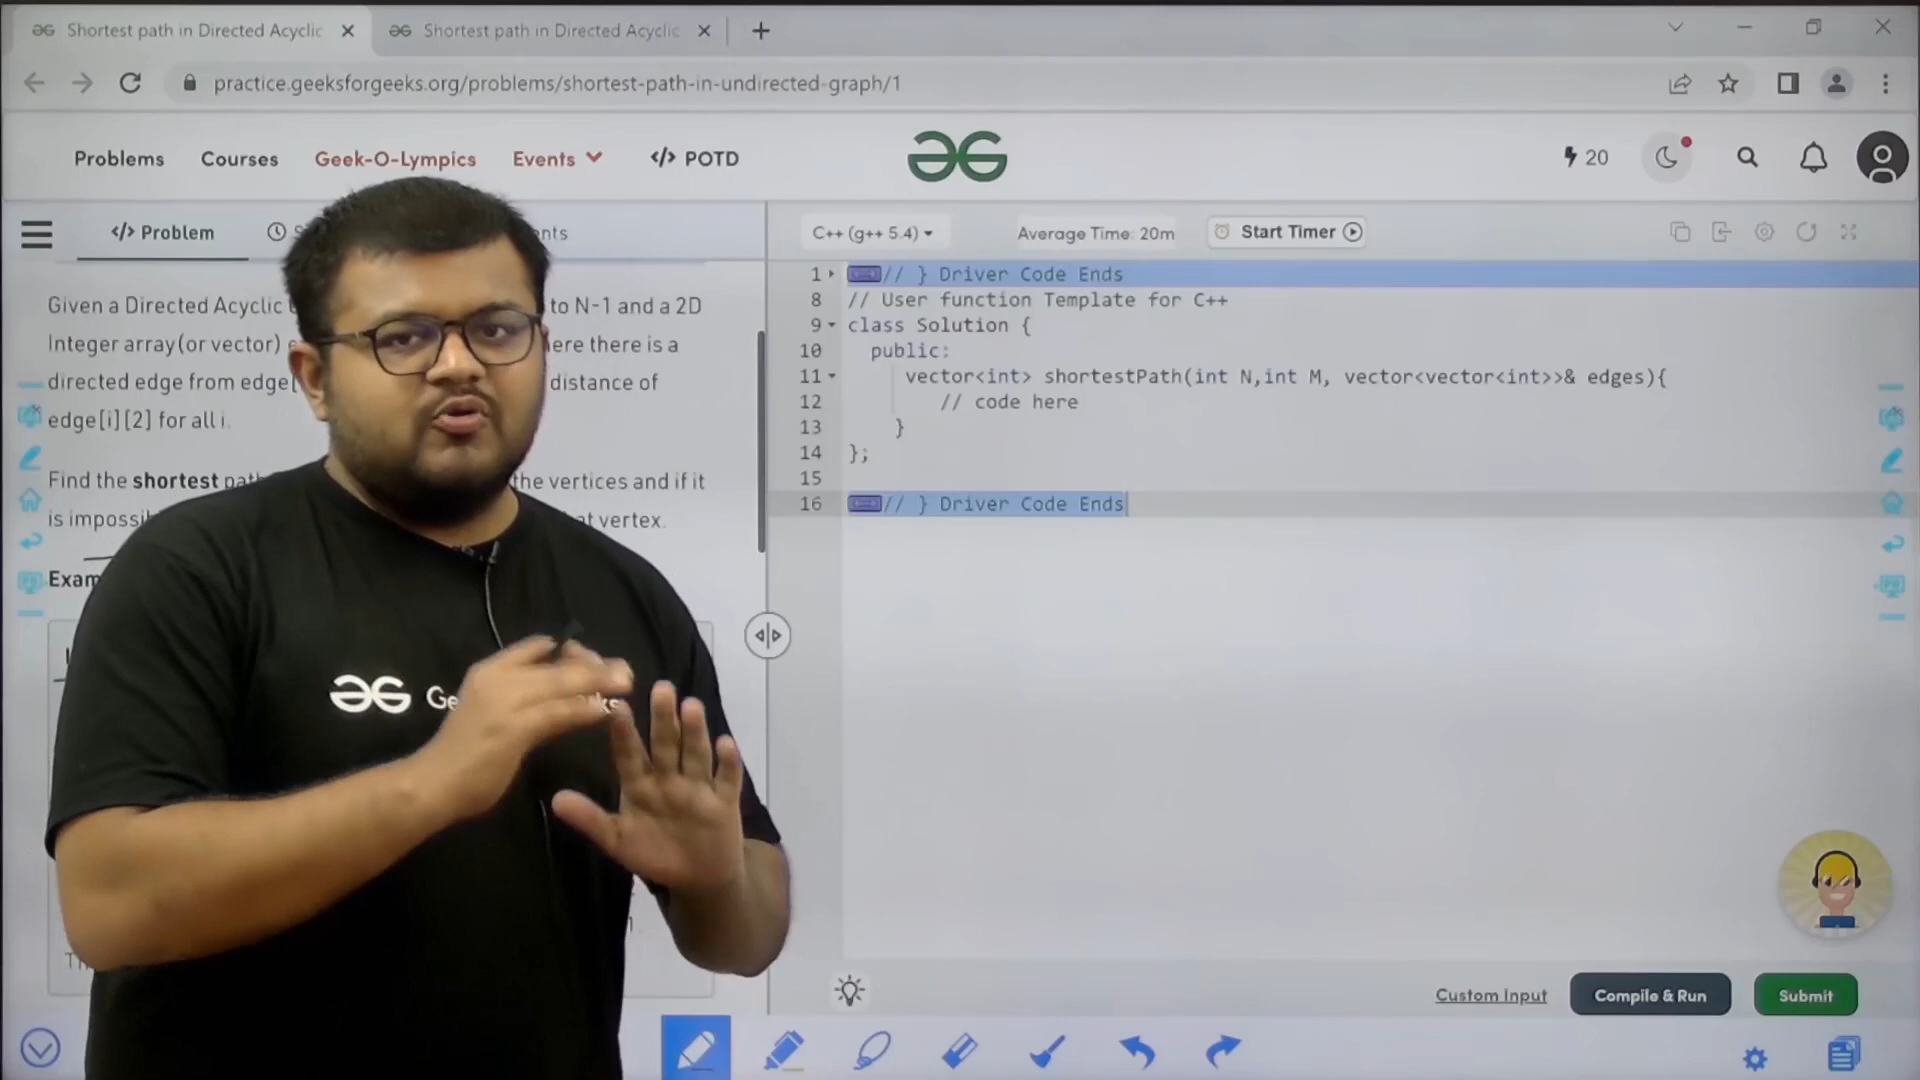 Shortest path in Directed Acyclic
Shortest path in Directed Acyclic
practice.geeksforgeeks.org/problems/shortest-path-in-undirected-graph/1
Problems Courses Geek-O-Lympics Events </> POTD
20
</> Problem
C++ (g++ 5.4)
Average Time: 20m
Start Timer
Given a Directed Acyclic to N-1 and a 2D
Integer array(or vector) ere there is a
directed edge from edge[ distance of
edge[i][2] for all i.
Find the shortest path the vertices and if it
is impossi at vertex.
Exam
1 // } Driver Code Ends
8 // User function Template for C++
9 class Solution {
10 public:
11 vector<int> shortestPath(int N,int M, vector<vector<int>>& edges){
12 // code here
13 }
14 };
15
16 // } Driver Code Ends
Custom Input
Compile & Run
Submit